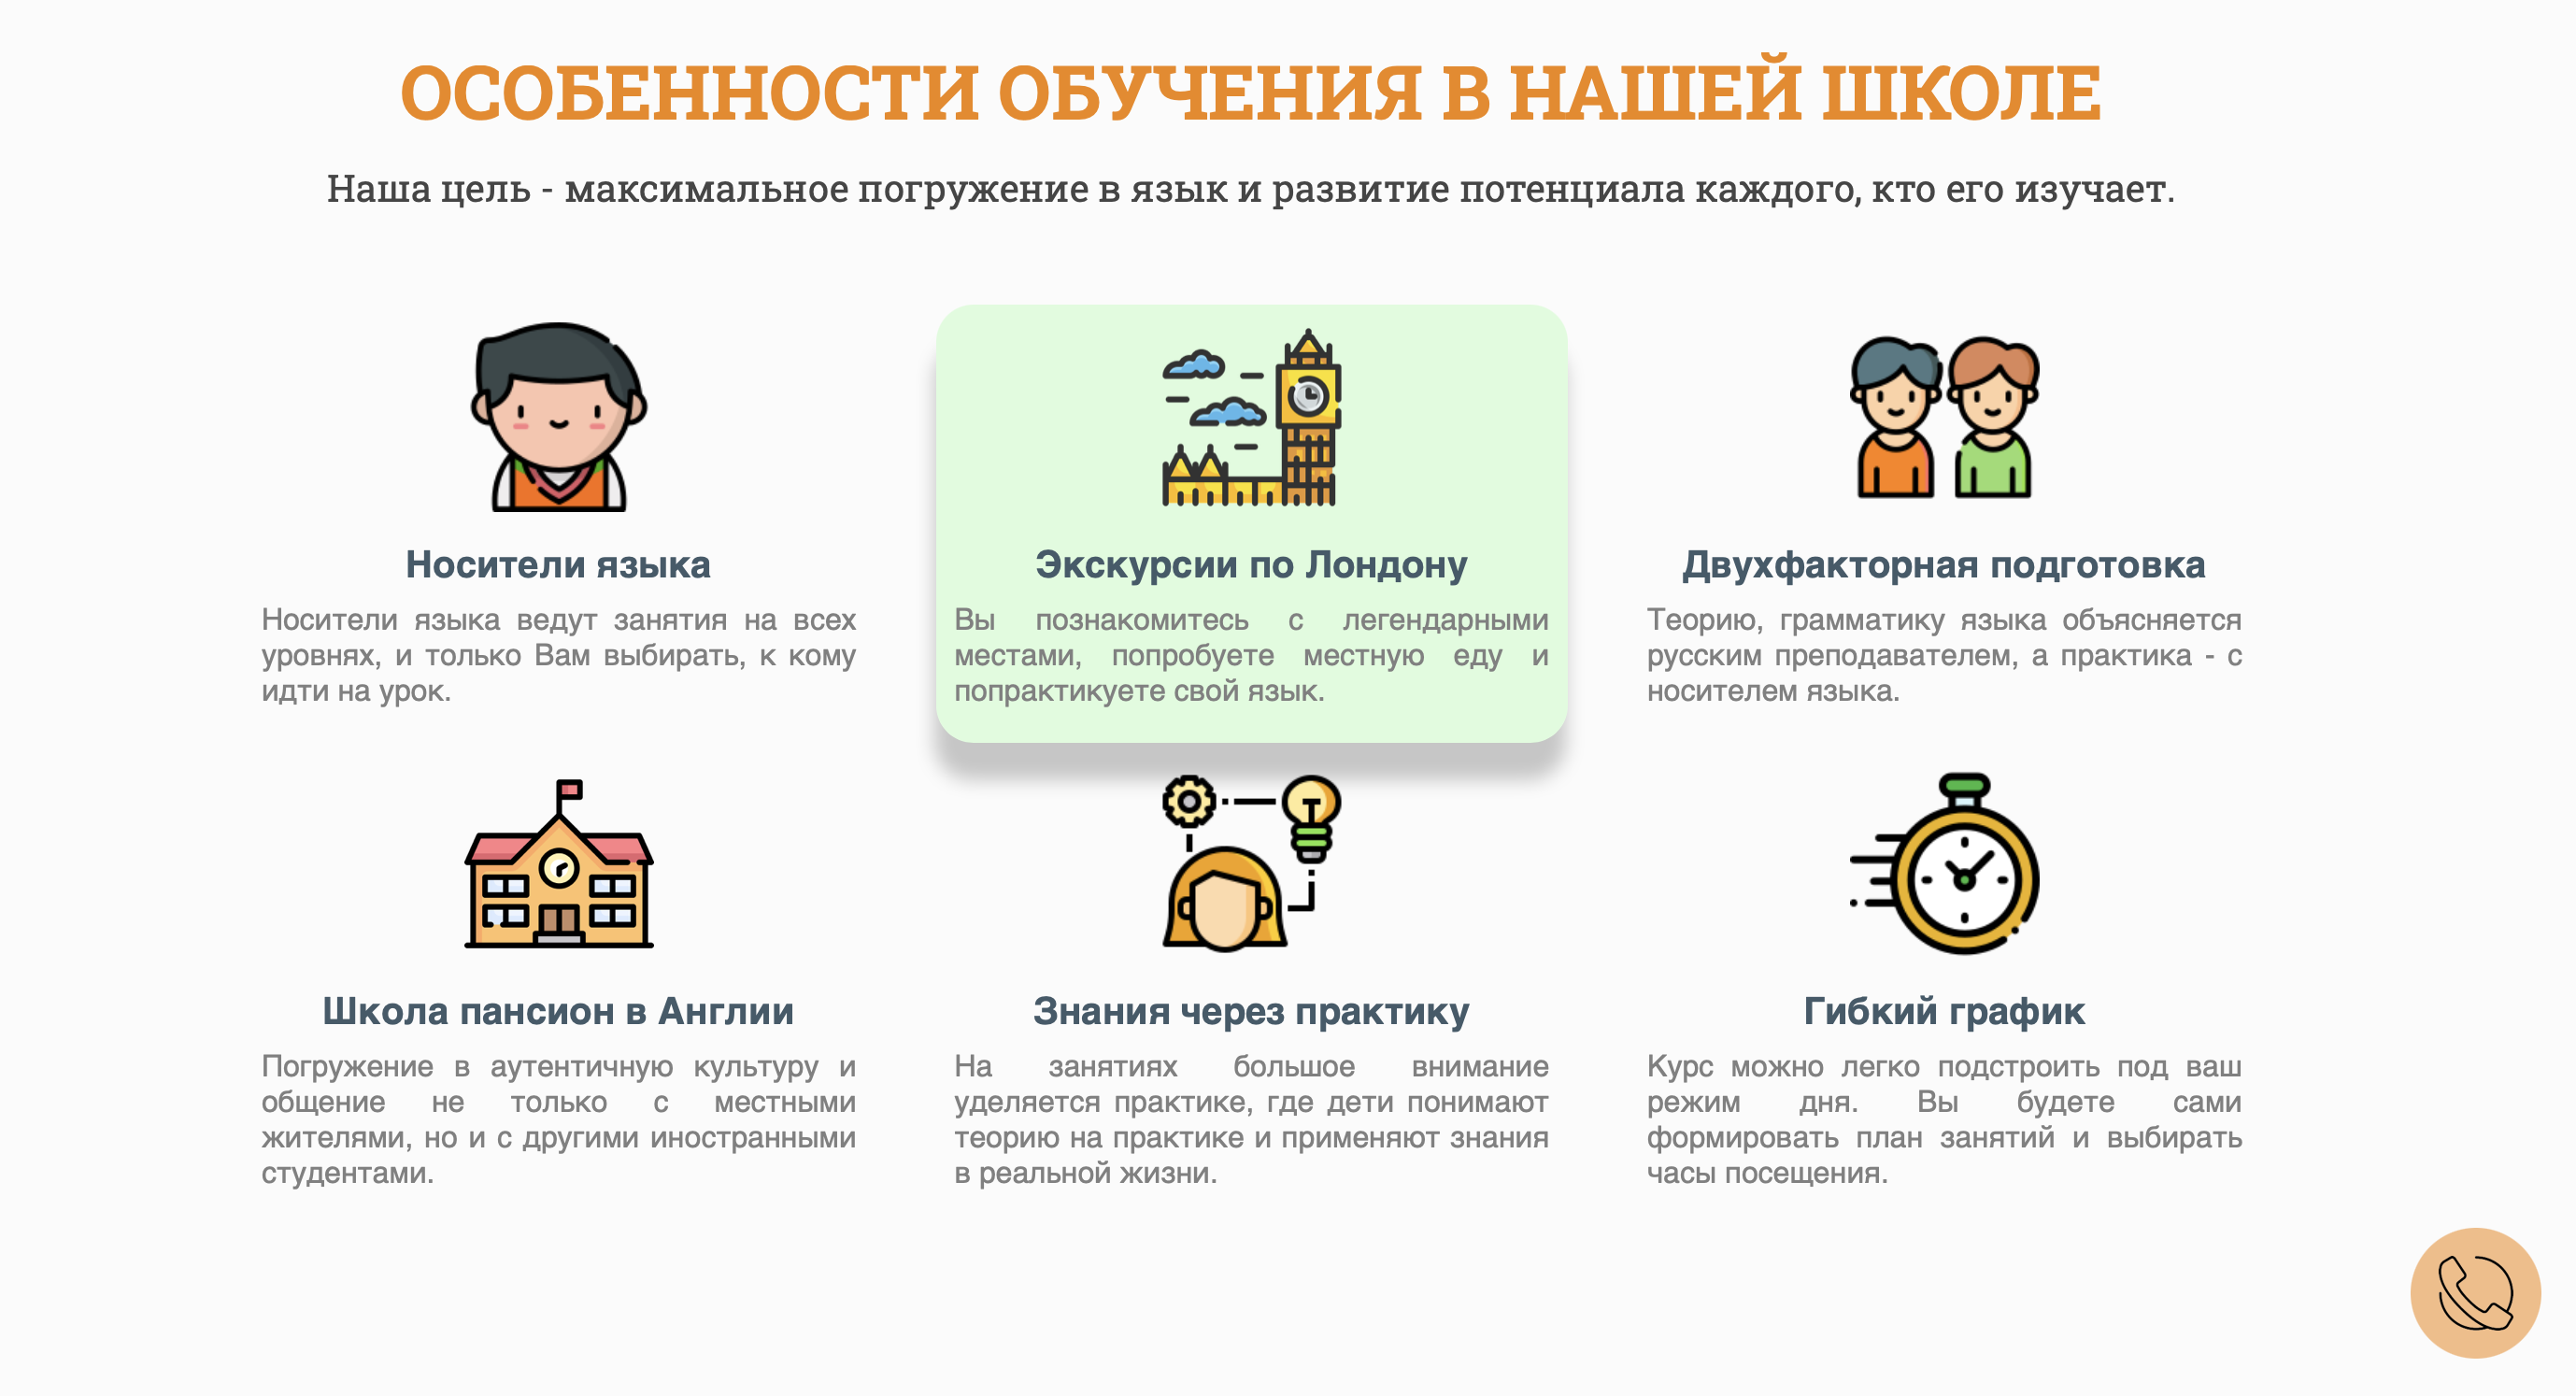 ОСОБЕННОСТИ ОБУЧЕНИЯ В НАШЕЙ ШКОЛЕ
Наша цель - максимальное погружение в язык и развитие потенциала каждого, кто его изучает.
Носители языка
Носители языка ведут занятия на всех
уровнях, и только Вам выбирать, к кому
идти на урок.
Экскурсии по Лондону
Вы познакомитесь с легендарными
местами, попробуете местную еду и
попрактикуете свой язык.
Двухфакторная подготовка
Теорию, грамматику языка объясняется
русским преподавателем, а практика - с
носителем языка.
Школа пансион в Англии
Погружение в аутентичную культуру и
общение не только с местными
жителями, но и с другими иностранными
студентами.
Знания через практику
На занятиях большое внимание
уделяется практике, где дети понимают
теорию на практике и применяют знания
в реальной жизни.
Гибкий график
Курс можно легко подстроить под ваш
режим дня. Вы будете сами
формировать план занятий и выбирать
часы посещения.